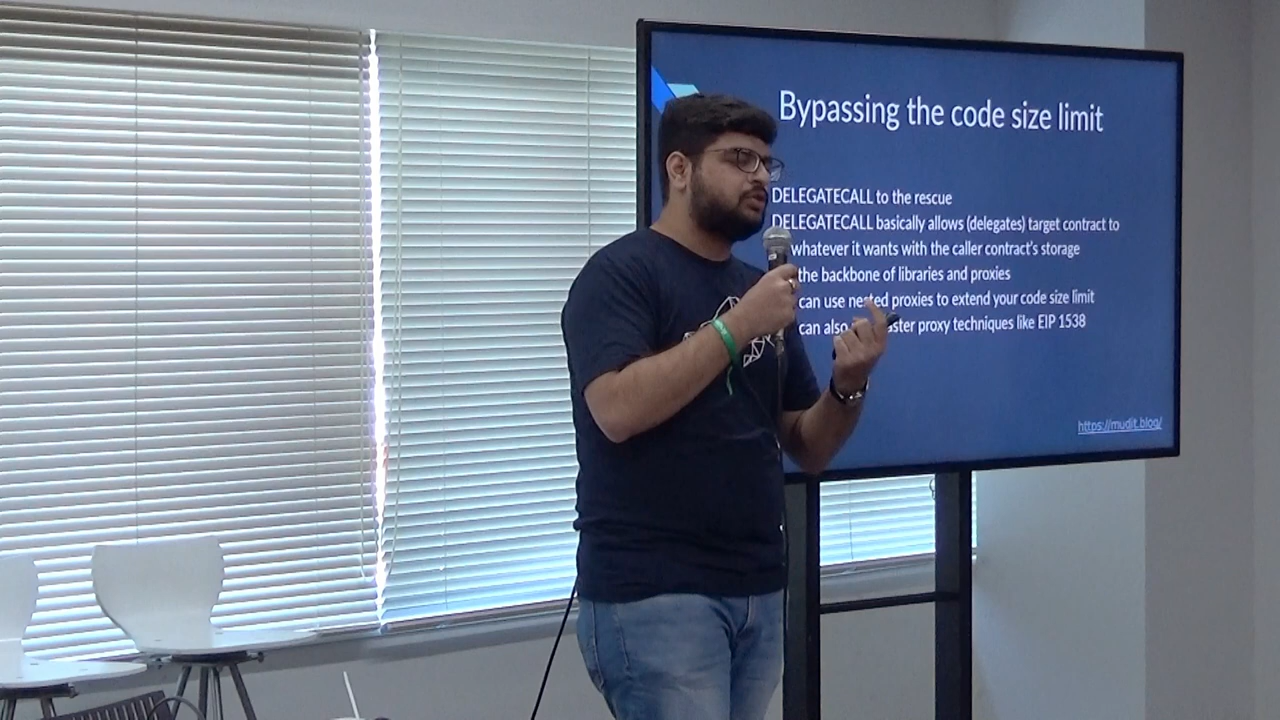 Bypassing the code size limit
DELEGATECALL to the rescue
DELEGATECALL basically allows (delegates) target contract to
whatever it wants with the caller contract's storage
the backbone of libraries and proxies
can use nested proxies to extend your code size limit
can also proxy techniques like EIP 1538
https://mudit.blog/